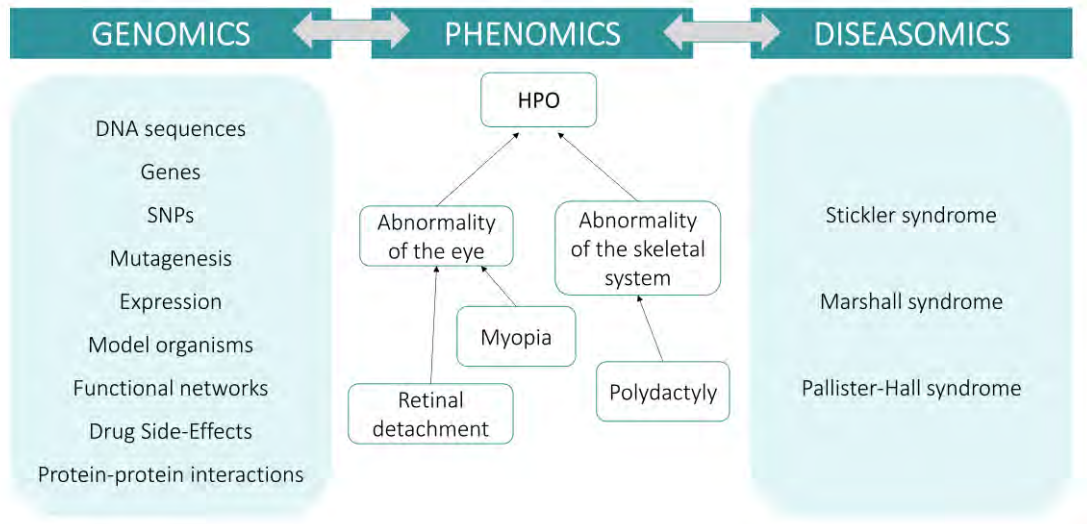 GENOMICS
PHENOMICS
DISEASOMICS
DNA sequences
Genes
SNPs
Mutagenesis
Expression
Model organisms
Functional networks
Drug Side-Effects
Protein-protein interactions
HPO
Abnormality
of the eye
Abnormality
of the skeletal
system
Myopia
Retinal
detachment
Polydactyly
Stickler syndrome
Marshall syndrome
Pallister-Hall syndrome